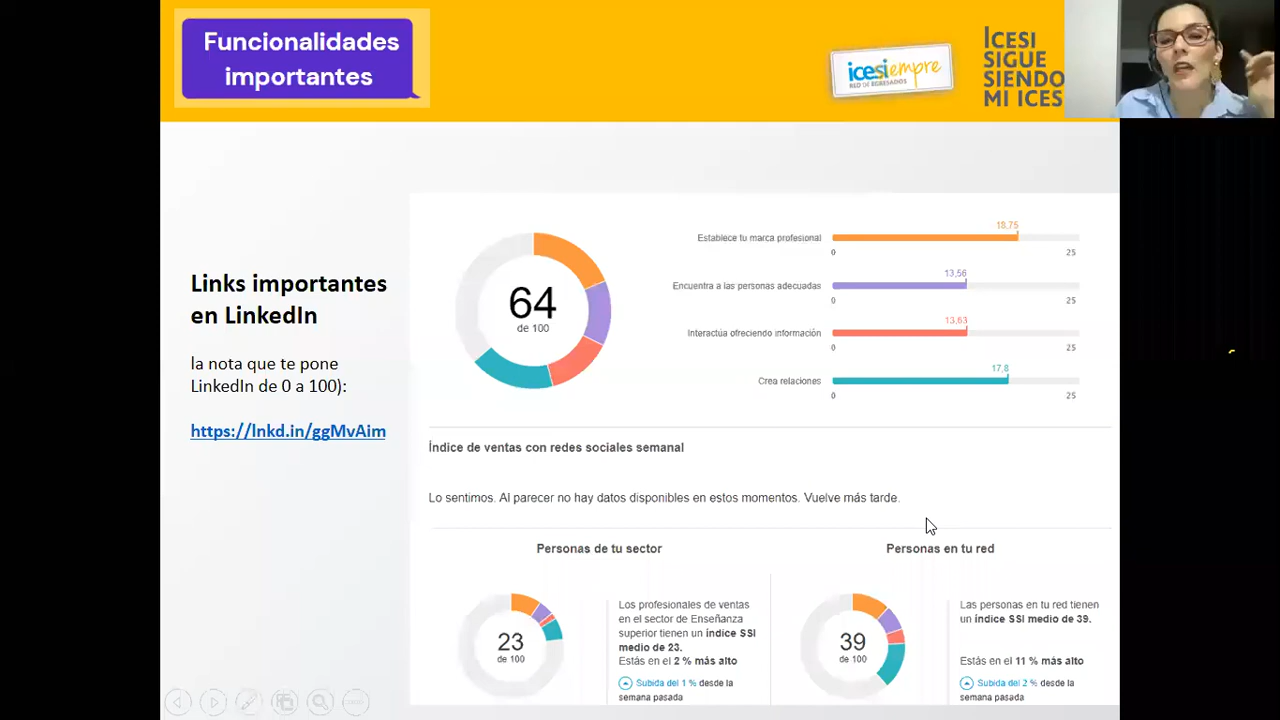 Funcionalidades
importantes
icesiempre
RED DE EGRESADOS
ICESI
SIGUE
SIENDO
MI ICES
Links importantes
en LinkedIn
la nota que te pone
LinkedIn de 0 a 100):
https://lnkd.in/ggMvAim
64
de 100
Establece tu marca profesional
18,75
0
25
Encuentra a las personas adecuadas
13,56
0
25
Interactúa ofreciendo información
13,63
0
25
Crea relaciones
17,8
0
25
Índice de ventas con redes sociales semanal
Lo sentimos. Al parecer no hay datos disponibles en estos momentos. Vuelve más tarde.
Personas de tu sector
23
de 100
Los profesionales de ventas
en el sector de Enseñanza
superior tienen un índice SSI
medio de 23.
Estás en el 2 % más alto
Subida del 1 % desde la
semana pasada
Personas en tu red
39
de 100
Las personas en tu red tienen
un índice SSI medio de 39.
Estás en el 11 % más alto
Subida del 2 % desde la
semana pasada